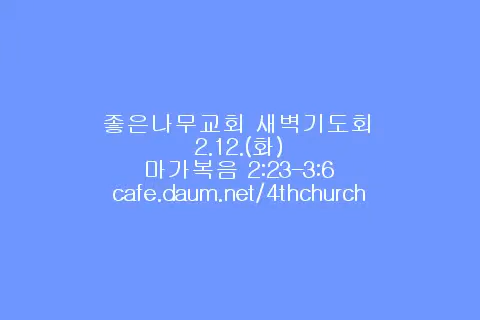 좋은나무교회 새벽기도회
2.12.(화)
마가복음 2:23-3:6
cafe.daum.net/4thchurch